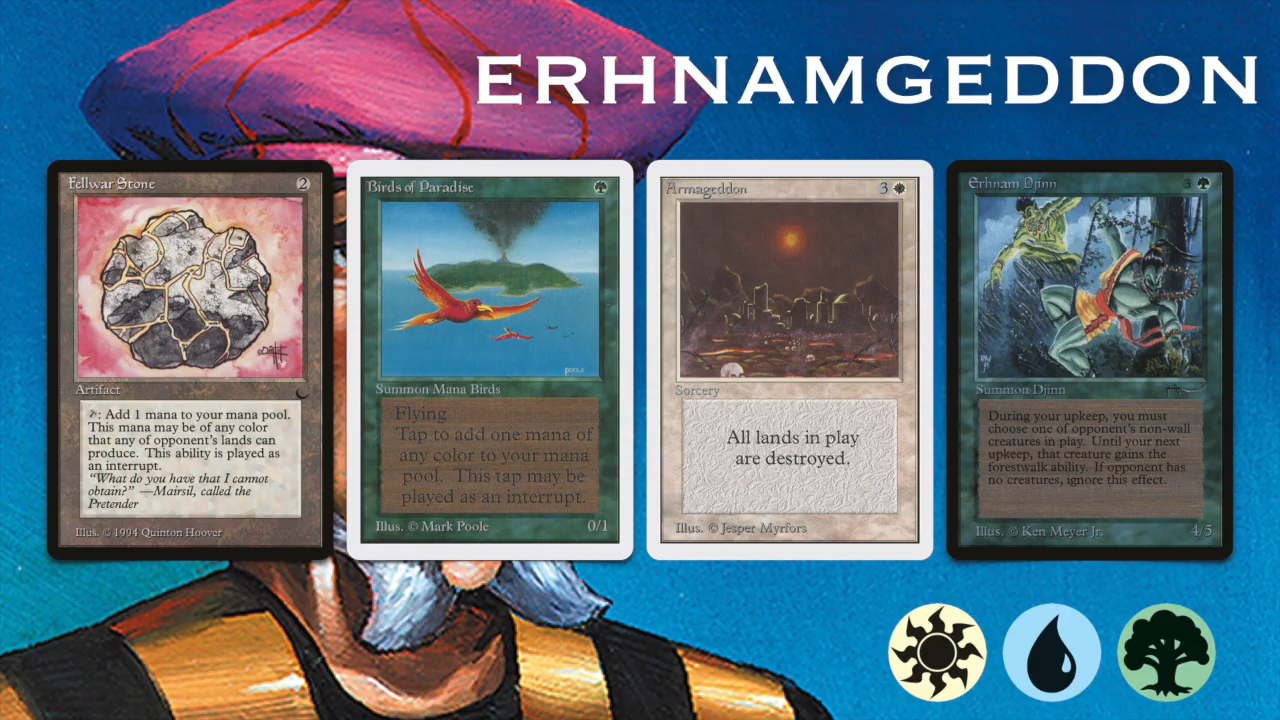 ERHNAMGEDDON
Fellwar Stone 2
Artifact
: Add 1 mana to your mana pool.
This mana may be of any color
that any of opponent's lands can
produce. This ability is played as
an interrupt.
"What do you have that I cannot
obtain?" —Mairsil, called the
Pretender
Illus. © 1994 Quinton Hoover
Birds of Paradise
POOLE
Summon Mana Birds
Flying
Tap to add one mana of
any color to your mana
pool. This tap may be
played as an interrupt.
Illus. © Mark Poole 0/1
Armageddon 3
Sorcery
All lands in play
are destroyed.
Illus. © Jesper Myrfors
Erhnam Djinn 3
Summon Djinn
During your upkeep, you must
choose one of opponent's non-wall
creatures in play. Until your next
upkeep, that creature gains the
forestwalk ability. If opponent has
no creatures, ignore this effect.
Illus. © Ken Meyer Jr. 4/5